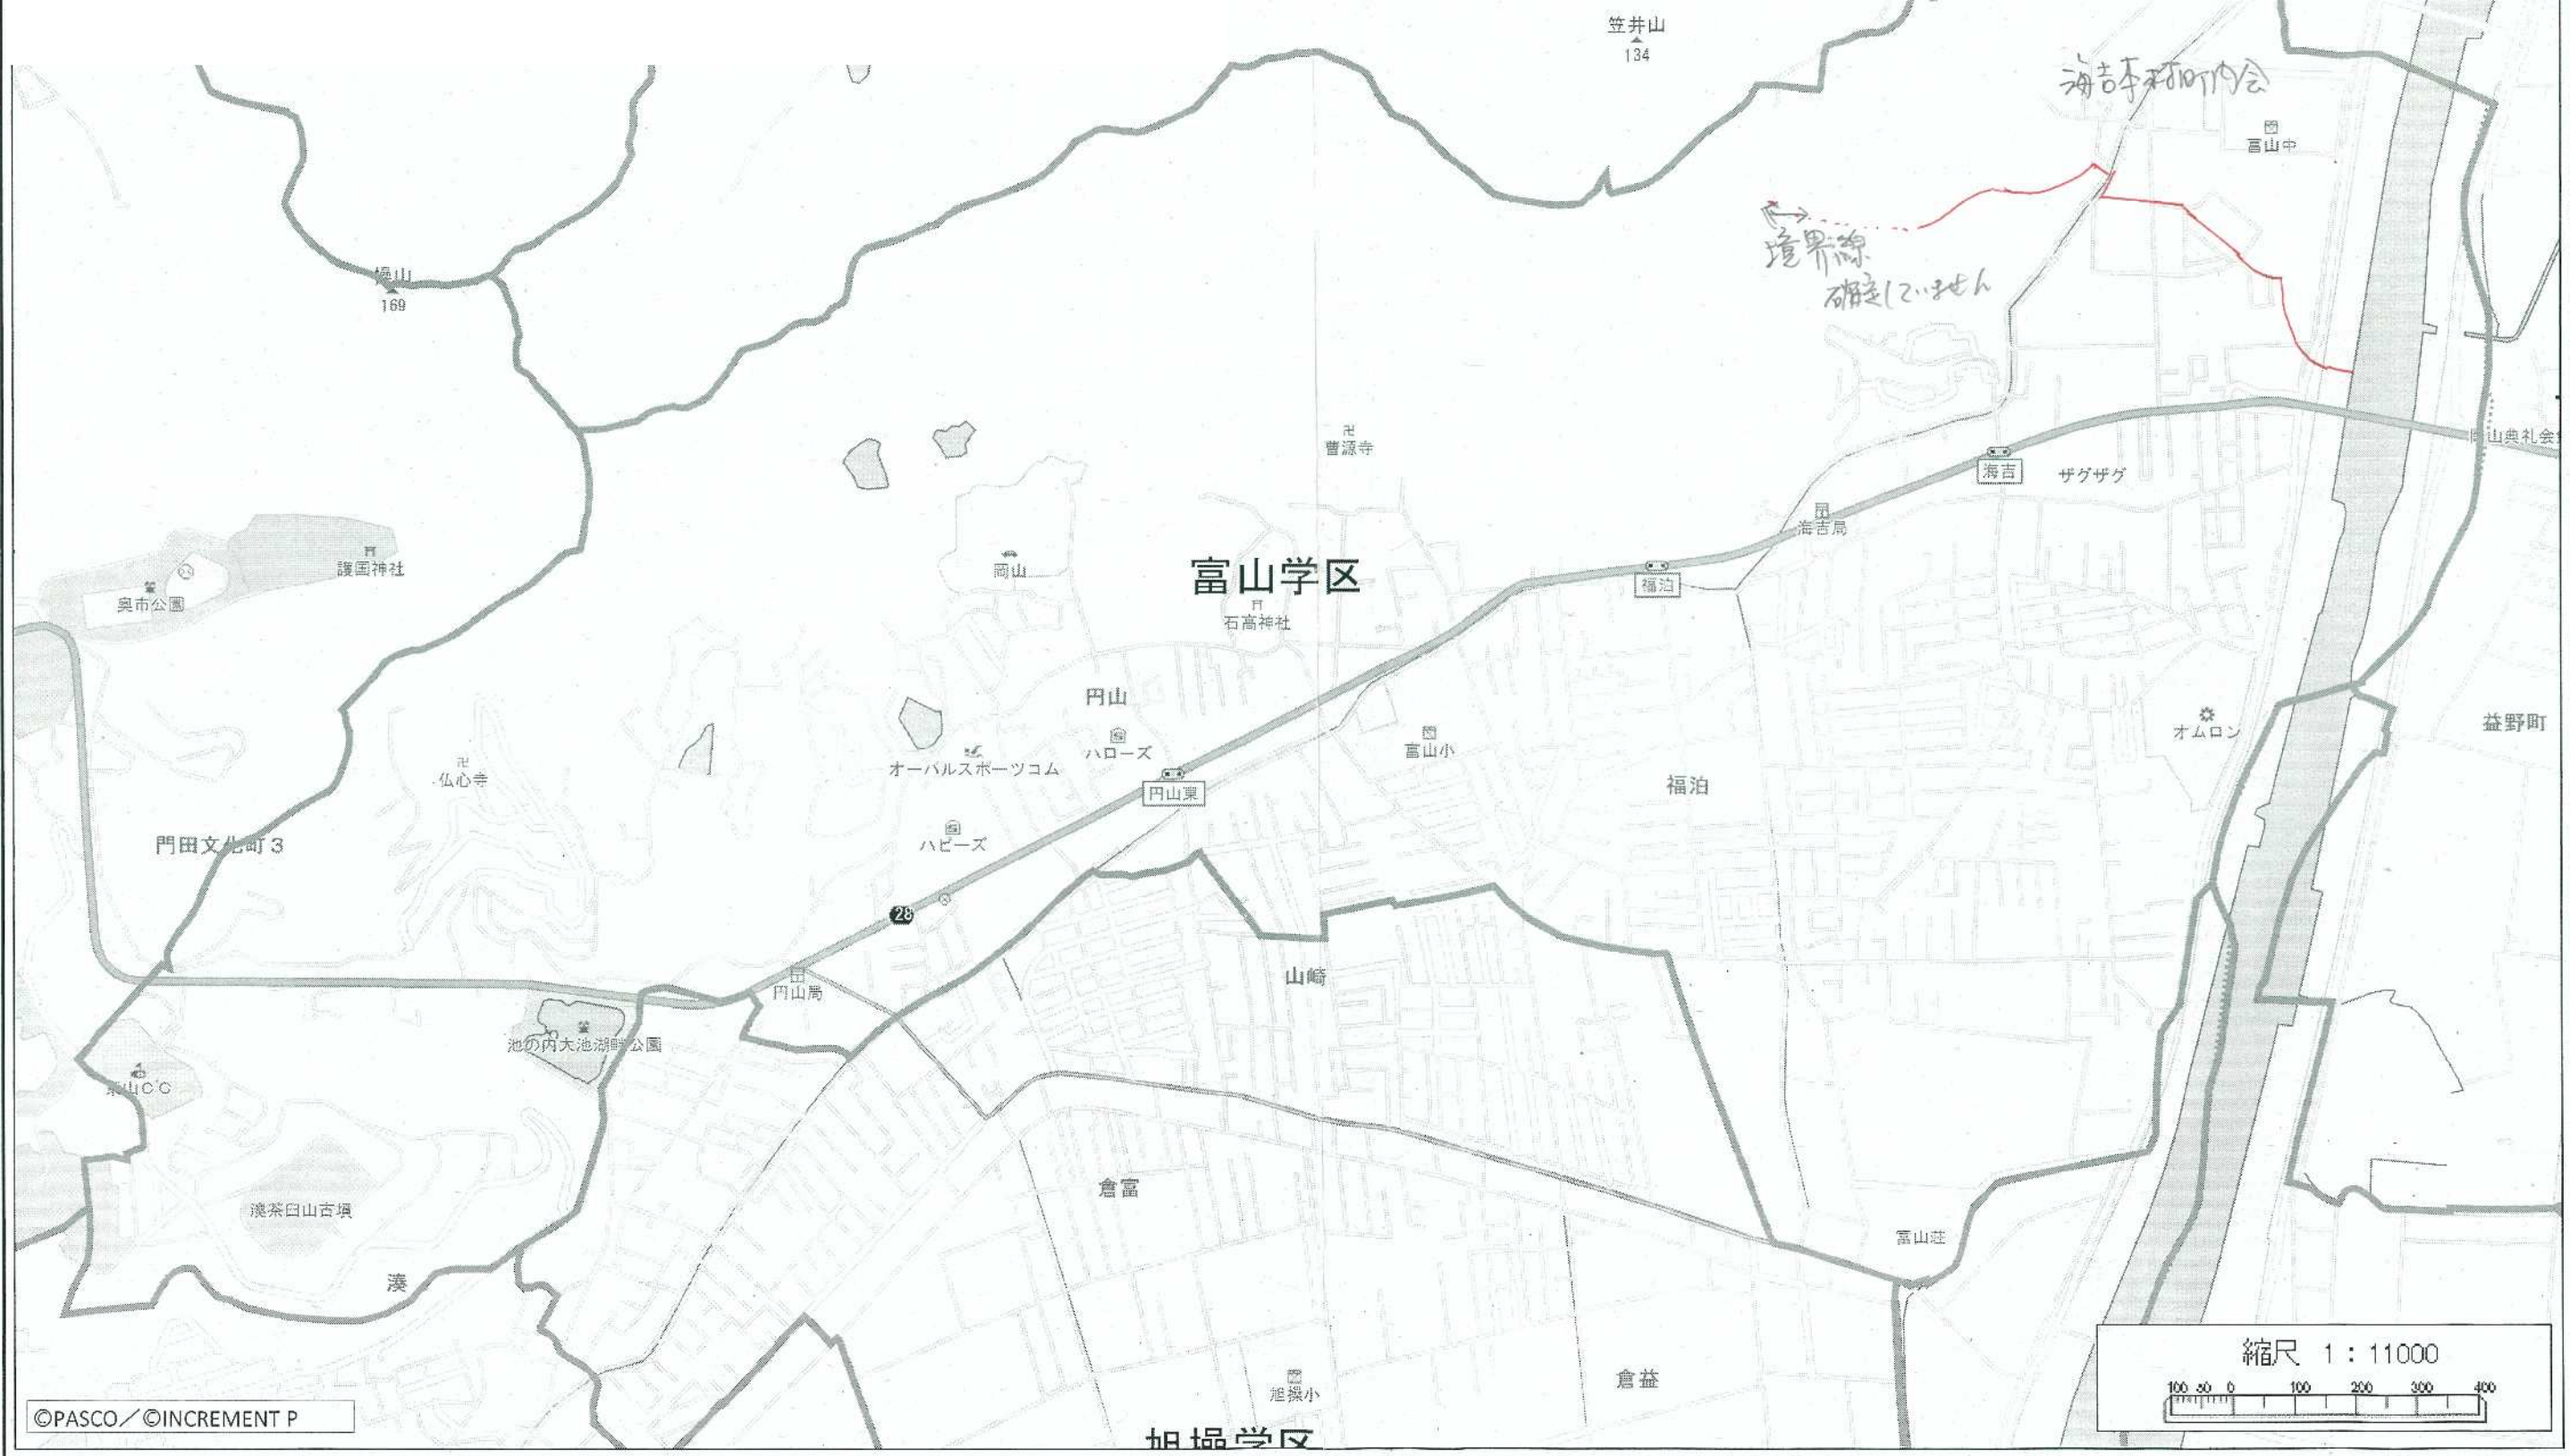 笠井山
134
海吉本村町内会
富山中
境界線
確定していません
操山
169
曹源寺
岡山典礼会
海吉
ザグザグ
海吉局
護国神社
奥市公園
岡山
富山学区
福泊
石高神社
円山
ハローズ
オーパルスポーツコム
富山小
オムロン
益野町
仏心寺
円山東
福泊
門田文化町3
ハピーズ
28
円山局
山崎
池の内大池湖畔公園
倉富
湊茶臼山古墳
富山荘
湊
縮尺 1:11000
100 50 0 100 200 300 400
倉益
旭操小
©PASCO/©INCREMENT P
旭操学区